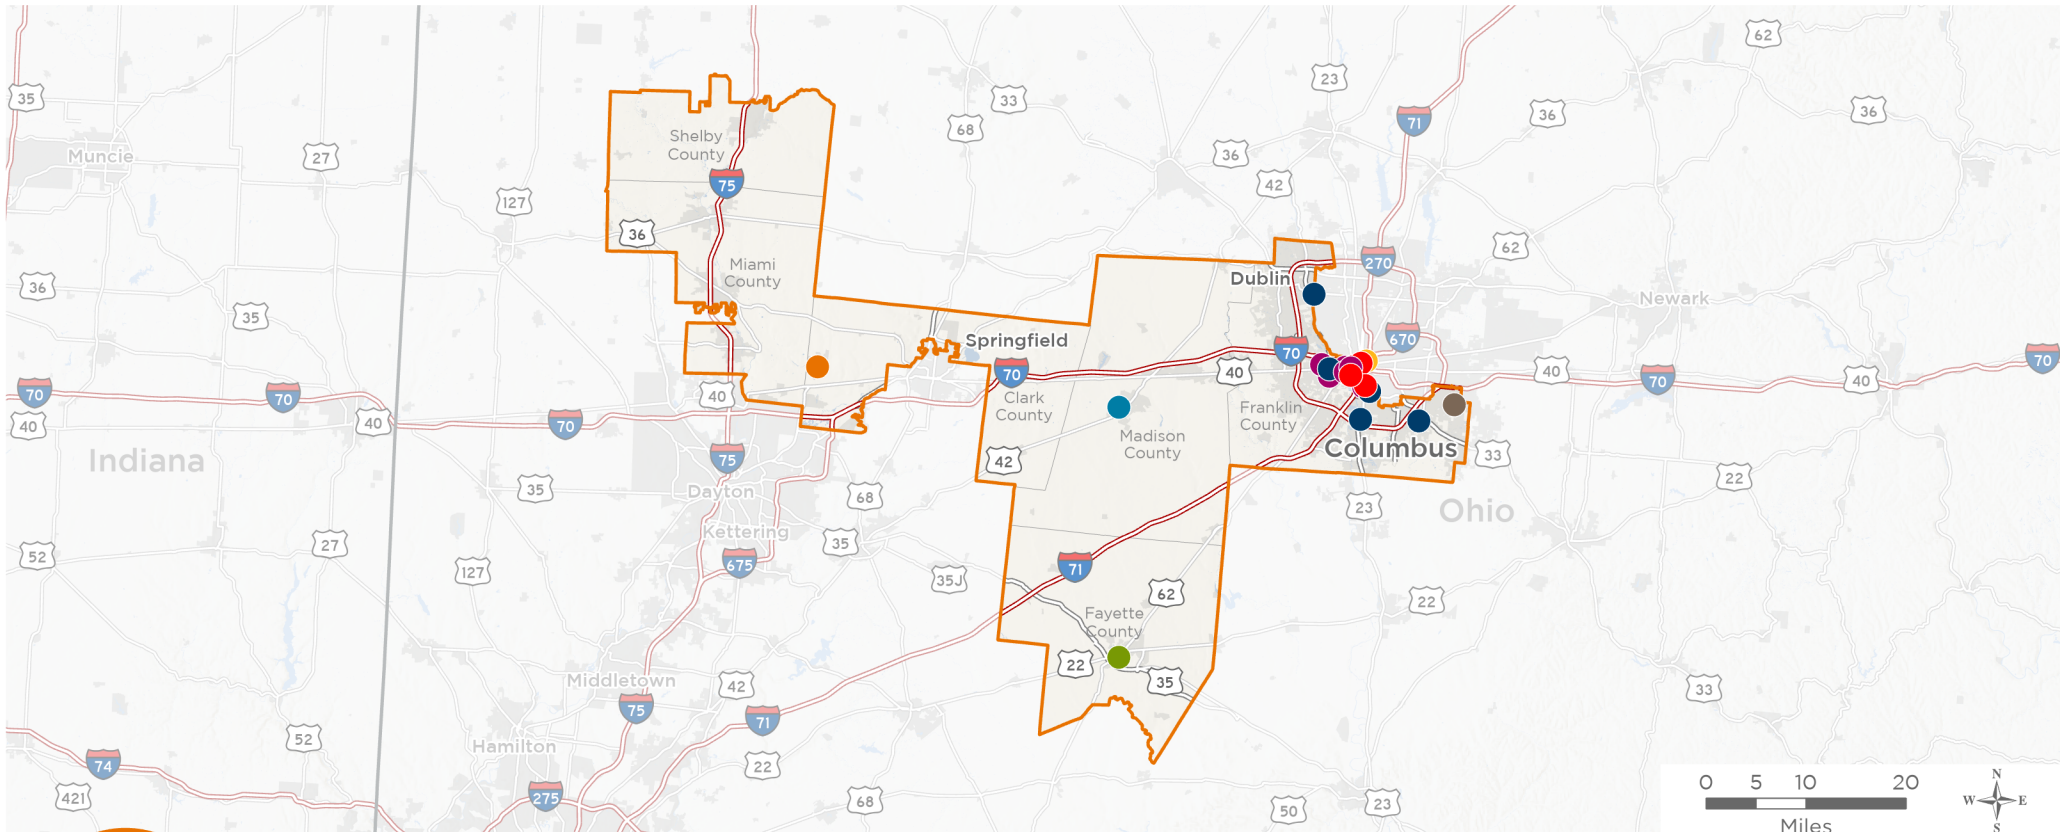 62
23
35
33
36
71
36
68
Shelby
County
Muncie
27
36
75
42
127
36
62
270
Miami
County
Dublin
36
Newark
35
670
Springfield
70
70
70
40
70
40
70
40
70
40
Clark
County
Franklin
County
40
40
70
Madison
County
Columbus
Indiana
42
75
33
22
35
Dayton
68
23
Ohio
Kettering
35
27
52
675
71
127
35J
62
22
Fayette
County
22
35
Middletown
42
33
75
71
52
Hamilton
22
74
275
421
68
50
23
0 5 10 20
Miles
N
W E
S